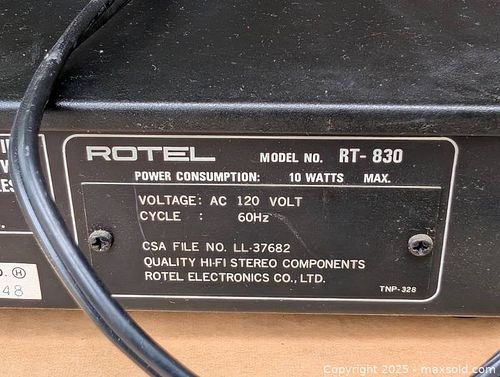 ROTEL MODEL NO. RT-830
POWER CONSUMPTION: 10 WATTS MAX.
VOLTAGE: AC 120 VOLT
CYCLE : 60Hz
CSA FILE NO. LL-37682
QUALITY HI-FI STEREO COMPONENTS
ROTEL ELECTRONICS CO., LTD.
TNP-328
48
Copyright © 2025 - maxsold.com